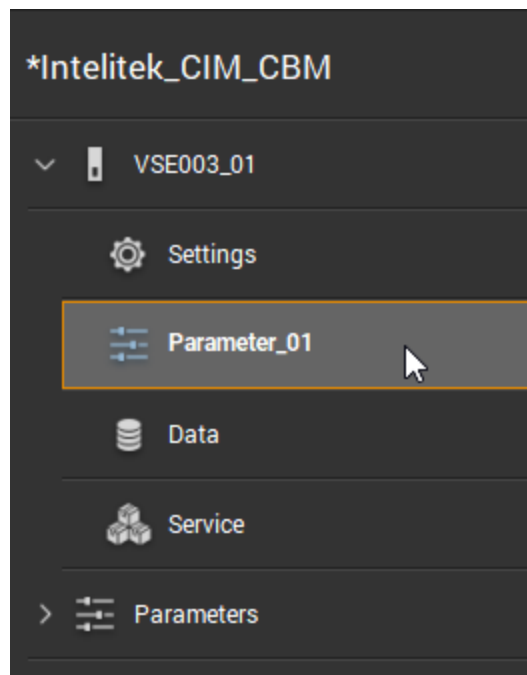 *Intelitek_CIM_CBM
VSE003_01
Settings
Parameter_01
Data
Service
Parameters